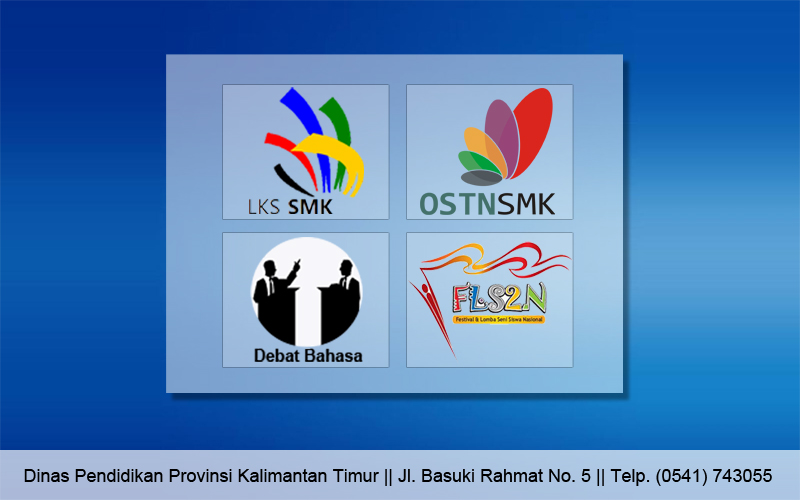 LKS SMK
OSTNSMK
Debat Bahasa
FLS2N
Festival & Lomba Seni Siswa Nasional
Dinas Pendidikan Provinsi Kalimantan Timur || Jl. Basuki Rahmat No. 5 || Telp. (0541) 743055